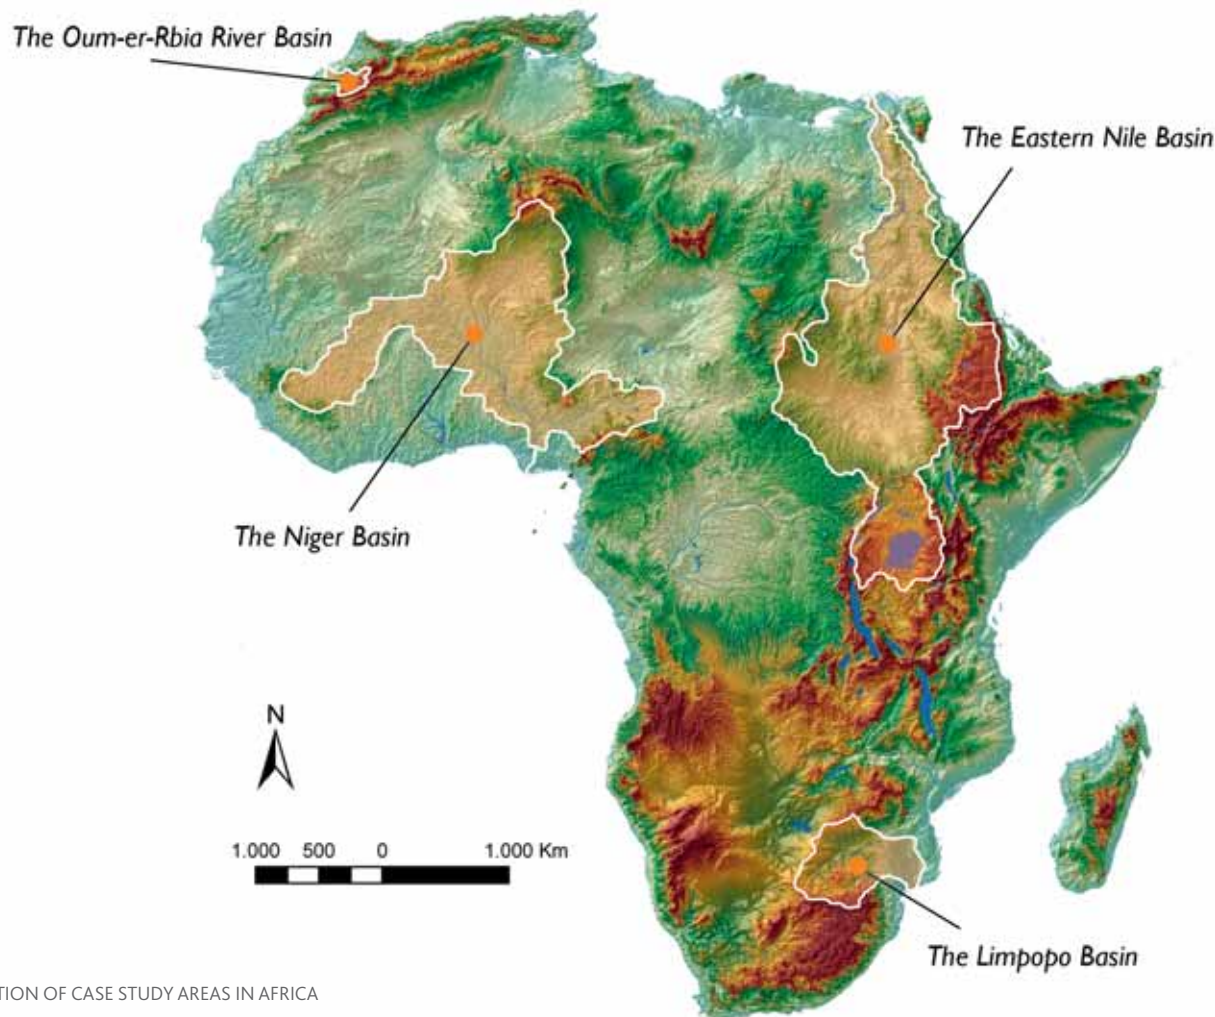 The Oum-er-Rbia River Basin
The Eastern Nile Basin
The Niger Basin
N
1.000 500 0 1.000 Km
The Limpopo Basin
OF CASE STUDY AREAS IN AFRICA